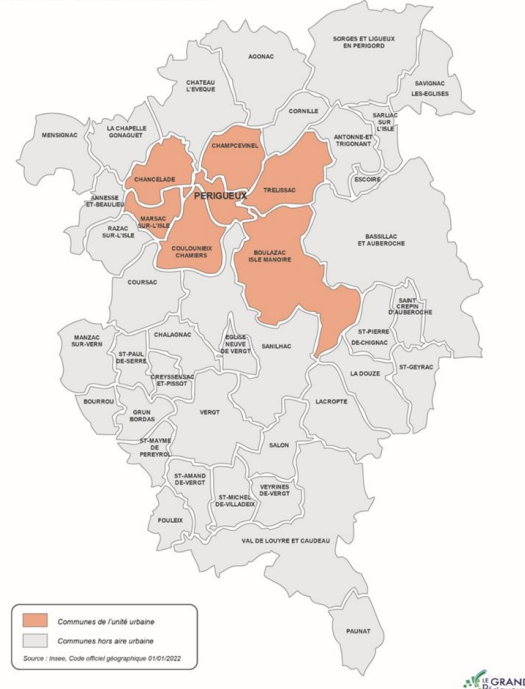 SORGES ET LIGUEUX
EN PERIGORD
AGONAC
CHATEAU
L'EVEQUE
SAVIGNAC
LES-EGLISES
CORNILLE
SARLIAC
SUR
L'ISLE
LA CHAPELLE
GONAGUET
MENSIGNAC
ANTONNE-ET
TRIGONANT
CHAMPCEVINEL
CHANCELADE
ESCOIRE
TRELISSAC
PERIGUEUX
ANNESSE
ET-BEAULIEU
MARSAC
SUR-L'ISLE
RAZAC
SUR-L'ISLE
BASSILLAC
ET AUBEROCHE
COULOUNIEIX
CHAMIERS
BOULAZAC
ISLE MANOIRE
COURSAC
SAINT
CREPIN
D'AUBEROCHE
ST-PIERRE
DE-CHIGNAC
MANZAC
SUR-VERN
CHALAGNAC
EGLISE
NEUVE
DE VERGT
SANILHAC
ST-PAUL
DE-SERRE
ST-GEYRAC
LA DOUZE
CREYSSENSAC
ET-PISSOT
BOURROU
LACROPTE
GRUN
BORDAS
VERGT
ST-MAYME
DE
PEREYROL
SALON
ST-AMAND
DE-VERGT
VEYRINES
DE-VERGT
ST-MICHEL
DE-VILLADEIX
FOULEIX
VAL DE LOUYRE ET CAUDEAU
PAUNAT
Communes de l'unité urbaine
Communes hors aire urbaine
Source : Insee, Code officiel géographique 01/01/2022
LE GRAND